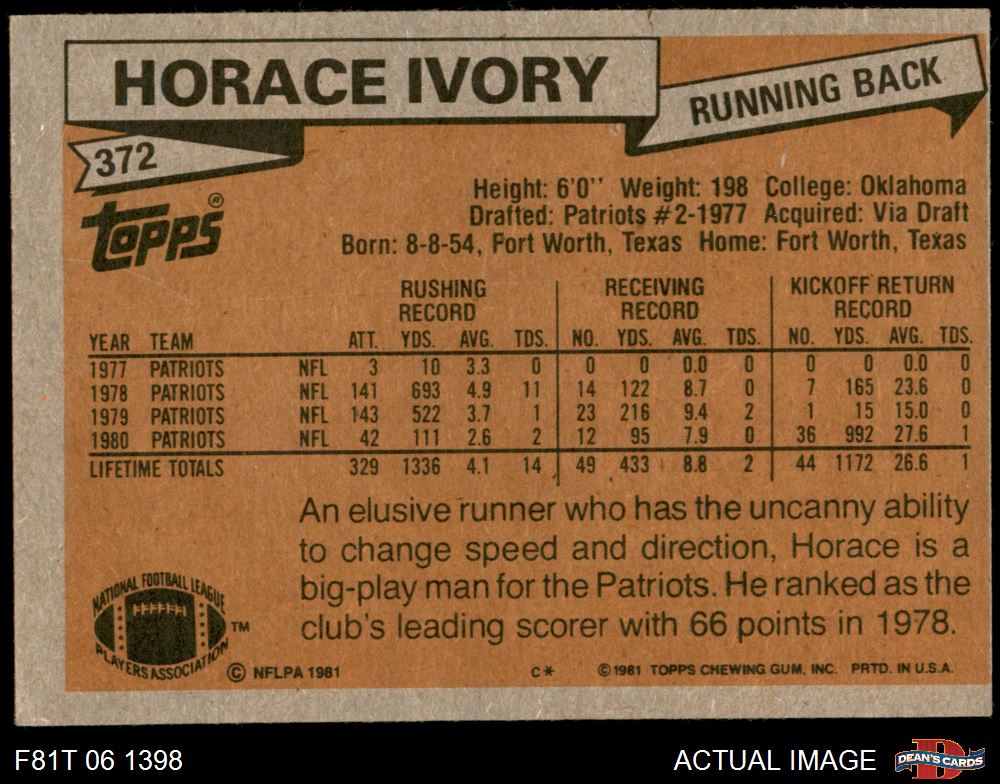 HORACE IVORY
RUNNING BACK
372
TOPPS®
Height: 6'0" Weight: 198 College: Oklahoma
Drafted: Patriots #2-1977 Acquired: Via Draft
Born: 8-8-54, Fort Worth, Texas Home: Fort Worth, Texas
RUSHING RECORD RECEIVING RECORD KICKOFF RETURN RECORD
YEAR TEAM ATT. YDS. AVG. TDS. NO. YDS. AVG. TDS. NO. YDS. AVG. TDS.
1977 PATRIOTS NFL 3 10 3.3 0 0 0 0.0 0 0 0 0.0 0
1978 PATRIOTS NFL 141 693 4.9 11 14 122 8.7 0 7 165 23.6 0
1979 PATRIOTS NFL 143 522 3.7 1 23 216 9.4 2 1 15 15.0 0
1980 PATRIOTS NFL 42 111 2.6 2 12 95 7.9 0 36 992 27.6 1
LIFETIME TOTALS 329 1336 4.1 14 49 433 8.8 2 44 1172 26.6 1
An elusive runner who has the uncanny ability
to change speed and direction, Horace is a
big-play man for the Patriots. He ranked as the
club's leading scorer with 66 points in 1978.
NATIONAL FOOTBALL LEAGUE
PLAYERS ASSOCIATION ™
© NFLPA 1981 C* ©1981 TOPPS CHEWING GUM, INC. PRTD. IN U.S.A.
F81T 06 1398 ACTUAL IMAGE D DEAN'S CARDS